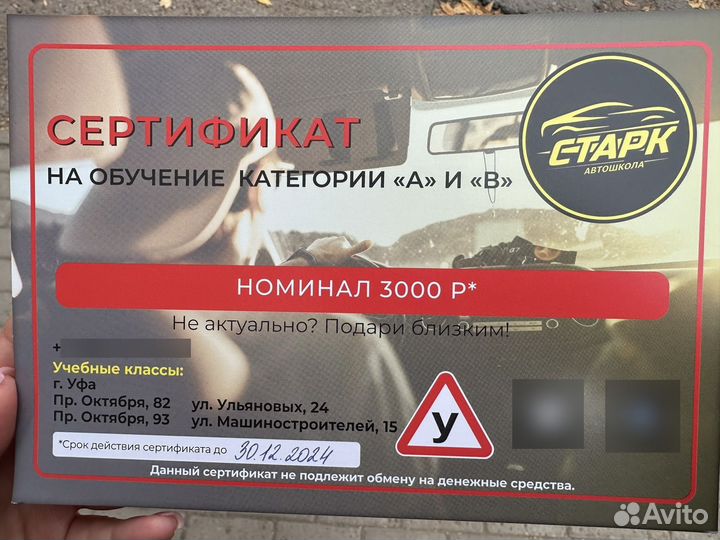 СЕРТИФИКАТ
НА ОБУЧЕНИЕ КАТЕГОРИИ «А» И «В»
СТАРК
АВТОШКОЛА
НОМИНАЛ 3000 Р*
Не актуально? Подари близким!
+
Учебные классы:
г. Уфа
Пр. Октября, 82 ул. Ульяновых, 24
Пр. Октября, 93 ул. Машиностроителей, 15
У
*Срок действия сертификата до 30.12.2024
Данный сертификат не подлежит обмену на денежные средства.
Avito